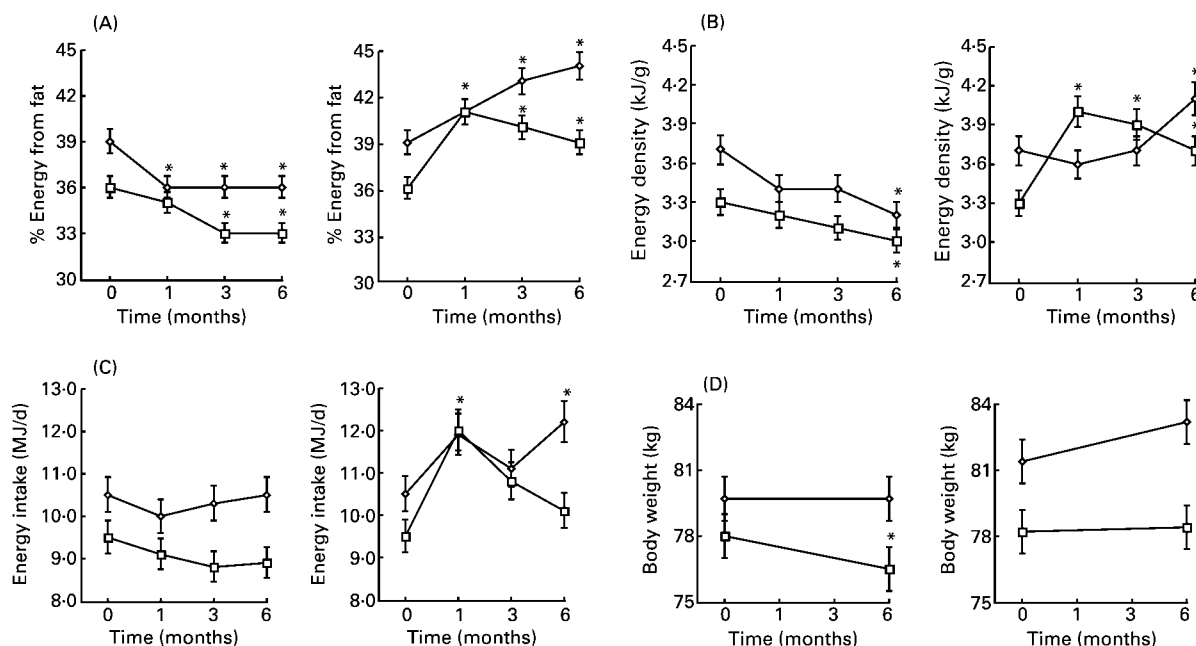 (A)
% Energy from fat
45
42
39
36
33
30
* * *
* *
0 1 3 6
Time (months)
% Energy from fat
45
42
39
36
33
30
* * *
* *
0 1 3 6
Time (months)
(B)
Energy density (kJ/g)
4·5
4·2
3·9
3·6
3·3
3·0
2·7
*
*
0 1 3 6
Time (months)
Energy density (kJ/g)
4·5
4·2
3·9
3·6
3·3
3·0
2·7
*
* *
*
0 1 3 6
Time (months)
(C)
Energy intake (MJ/d)
13·0
12·0
11·0
10·0
9·0
8·0
0 1 3 6
Time (months)
Energy intake (MJ/d)
13·0
12·0
11·0
10·0
9·0
8·0
* *
0 1 3 6
Time (months)
(D)
Body weight (kg)
84
81
78
75
*
0 1 3 6
Time (months)
Body weight (kg)
84
81
78
75
0 1 3 6
Time (months)